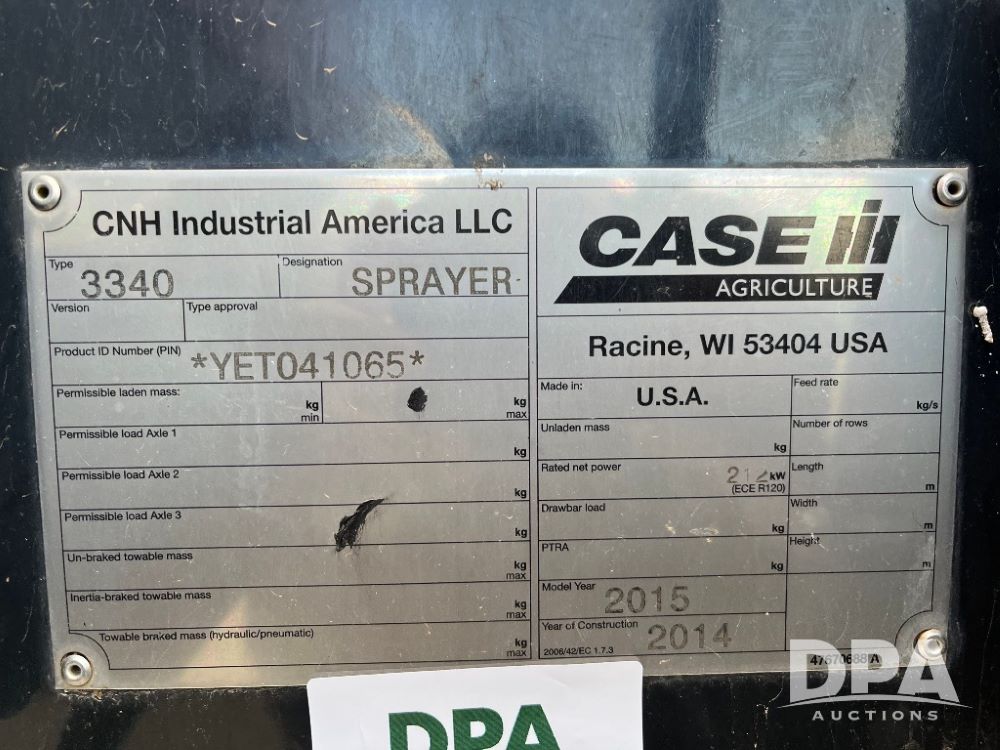 CNH Industrial America LLC
Type 3340 Designation SPRAYER
Version Type approval
Product ID Number (PIN) *YET041065*
Permissible laden mass: kg min kg max
Permissible load Axle 1 kg
Permissible load Axle 2 kg
Permissible load Axle 3 kg
Un-braked towable mass kg max
Inertia-braked towable mass kg max
Towable braked mass (hydraulic/pneumatic) kg max
CASE IH
AGRICULTURE
Racine, WI 53404 USA
Made in: U.S.A. Feed rate kg/s
Unladen mass kg Number of rows
Rated net power 212 kW (ECE R120) Length m
Drawbar load kg Width m
PTRA kg Height m
Model Year 2015
Year of Construction 2014
2006/42/EC 1.7.3
47670688 A
DPA
AUCTIONS
DPA